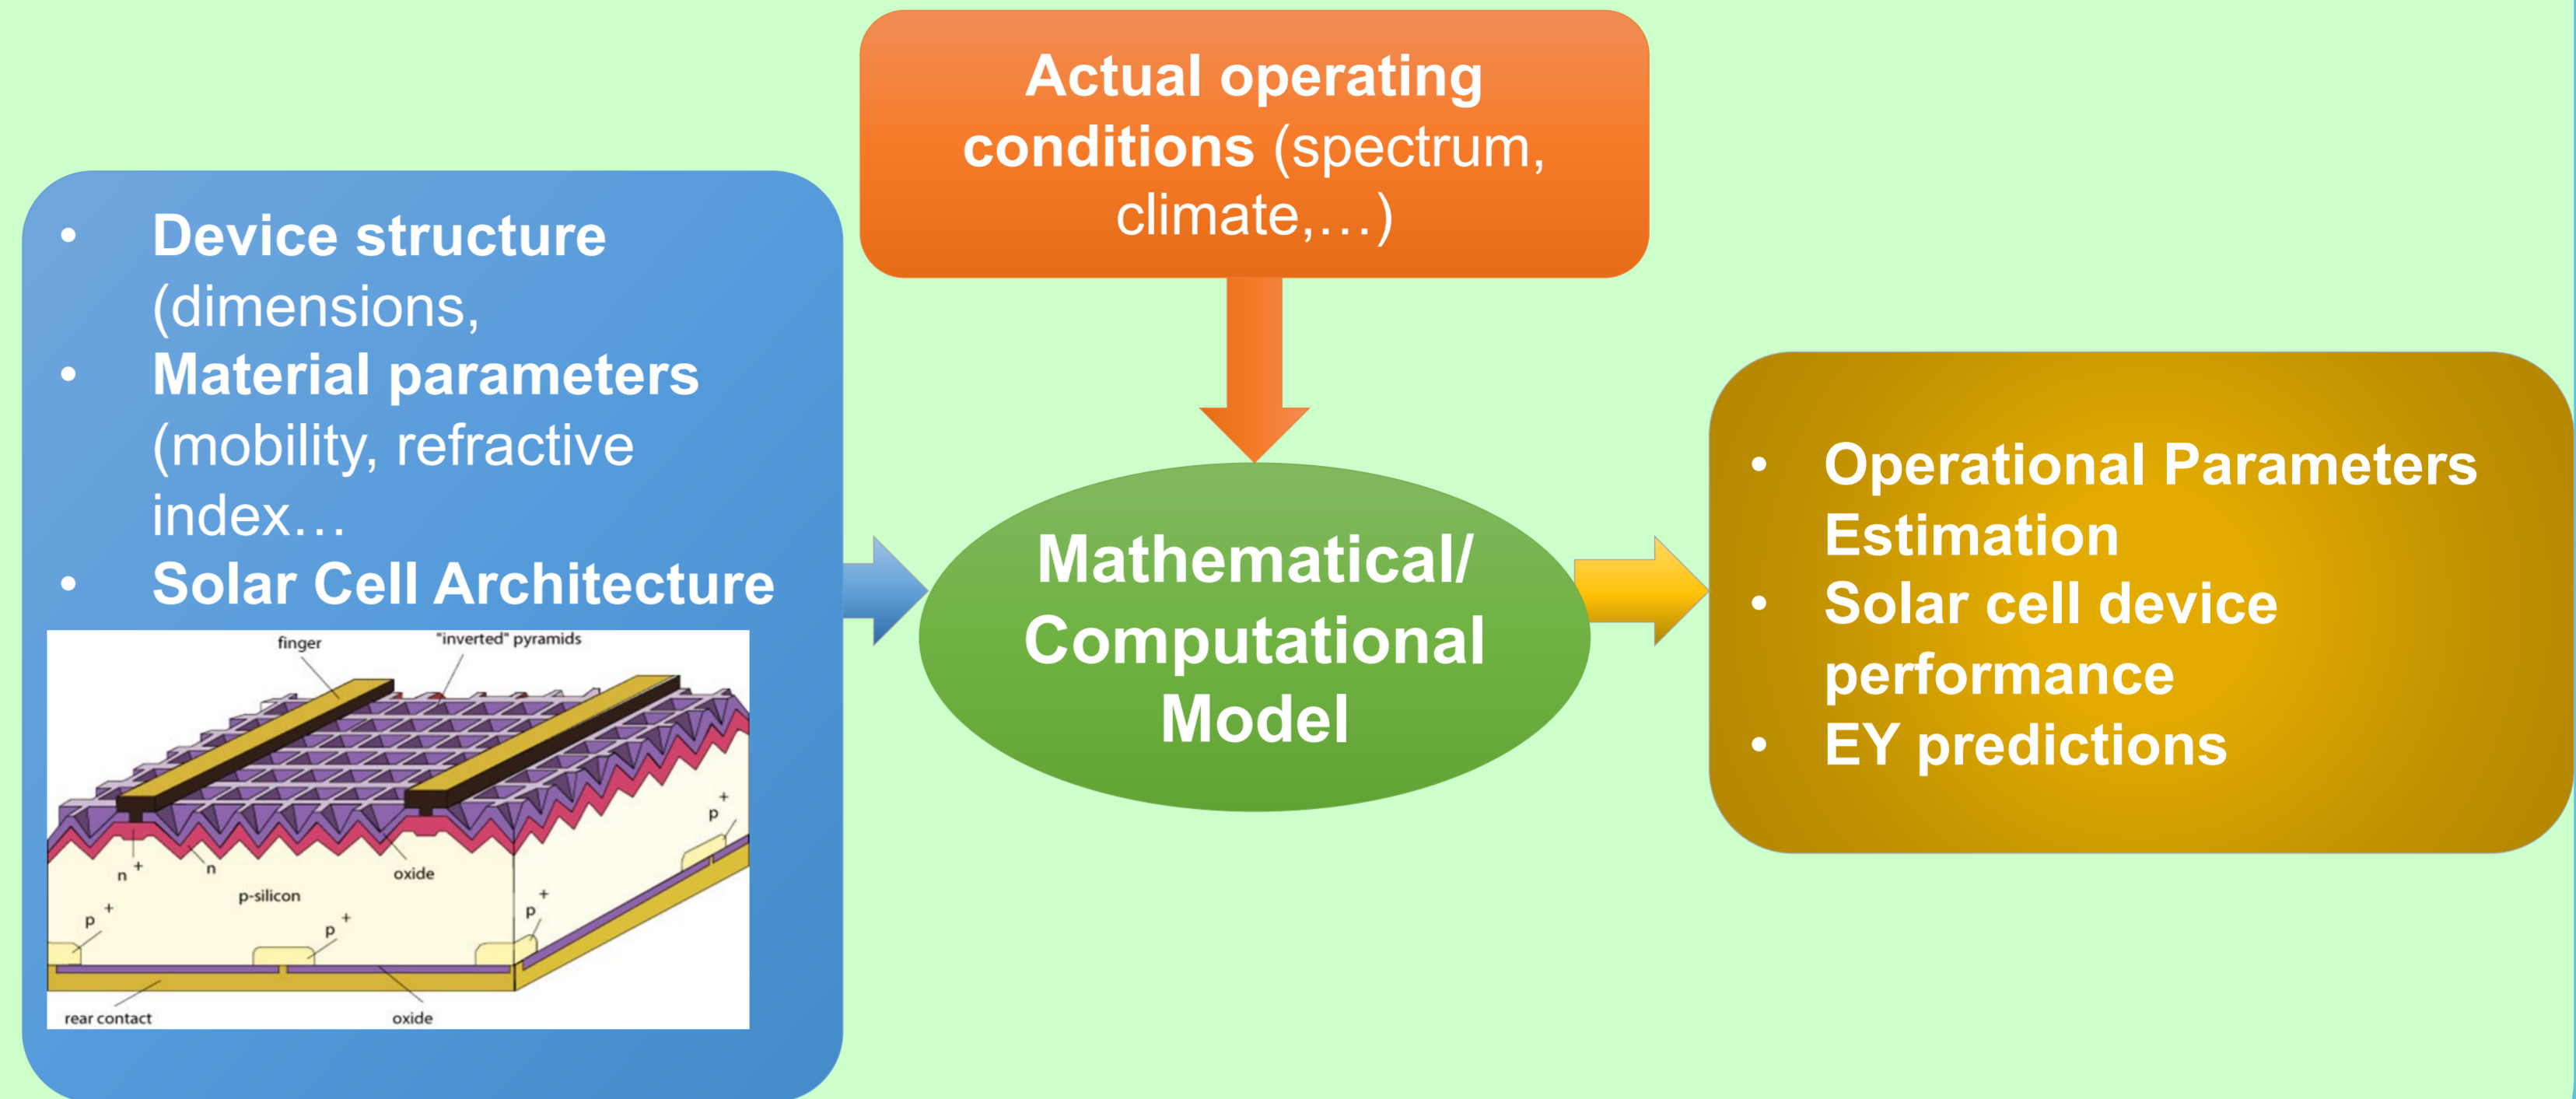 Actual operating
conditions (spectrum,
climate,...)
• Device structure
(dimensions,
• Material parameters
(mobility, refractive
index...
• Solar Cell Architecture
finger
"inverted" pyramids
n+
n
oxide
p-silicon
p+
p+
p+
p+
rear contact
oxide
Mathematical/
Computational
Model
• Operational Parameters
Estimation
• Solar cell device
performance
• EY predictions